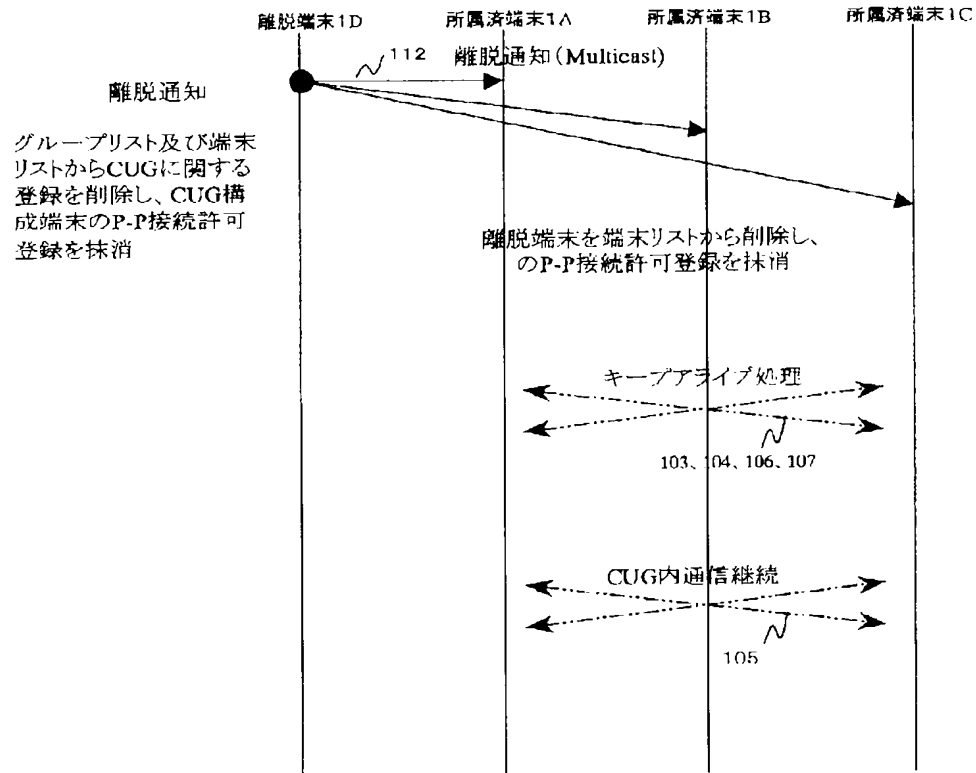 離脱端末1D
所属済端末1A
所属済端末1B
所属済端末1C
112
離脱通知(Multicast)
離脱通知
グループリスト及び端末
リストからCUGに関する
登録を削除し、CUG構
成端末のP-P接続許可
登録を抹消
離脱端末を端末リストから削除し、
のP-P接続許可登録を抹消
キープアライブ処理
103、104、106、107
CUG内通信継続
105